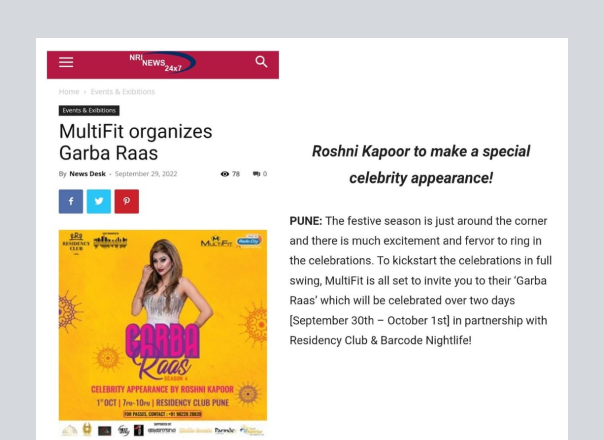 NRI NEWS 24x7
Home › Events & Exibitions
Events & Exibitions
MultiFit organizes
Garba Raas
By News Desk - September 29, 2022 78 0
RESIDENCY
CLUB
MULTIFIT
GARBA
Raas
SEASON 4
CELEBRITY APPEARANCE BY ROSHNI KAPOOR
1ST OCT | 7PM-10PM | RESIDENCY CLUB PUNE
Roshni Kapoor to make a special
celebrity appearance!
PUNE: The festive season is just around the corner
and there is much excitement and fervor to ring in
the celebrations. To kickstart the celebrations in full
swing, MultiFit is all set to invite you to their ‘Garba
Raas’ which will be celebrated over two days
[September 30th – October 1st] in partnership with
Residency Club & Barcode Nightlife!